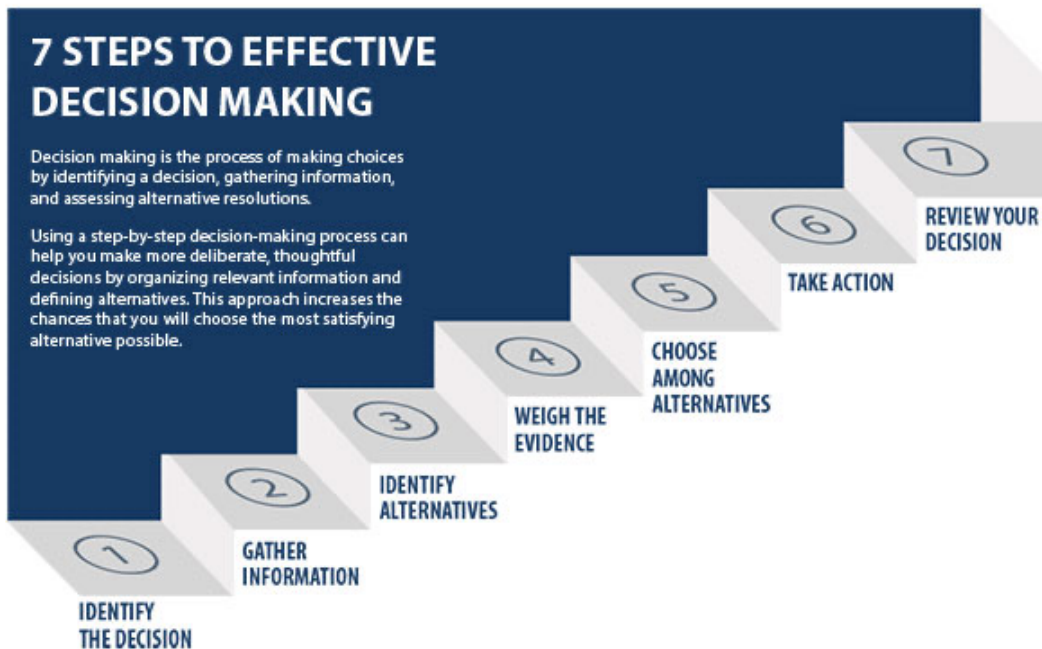 7 STEPS TO EFFECTIVE
DECISION MAKING
Decision making is the process of making choices
by identifying a decision, gathering information,
and assessing alternative resolutions.
Using a step-by-step decision-making process can
help you make more deliberate, thoughtful
decisions by organizing relevant information and
defining alternatives. This approach increases the
chances that you will choose the most satisfying
alternative possible.
1
IDENTIFY
THE DECISION
2
GATHER
INFORMATION
3
IDENTIFY
ALTERNATIVES
4
WEIGH THE
EVIDENCE
5
CHOOSE
AMONG
ALTERNATIVES
6
TAKE ACTION
7
REVIEW YOUR
DECISION